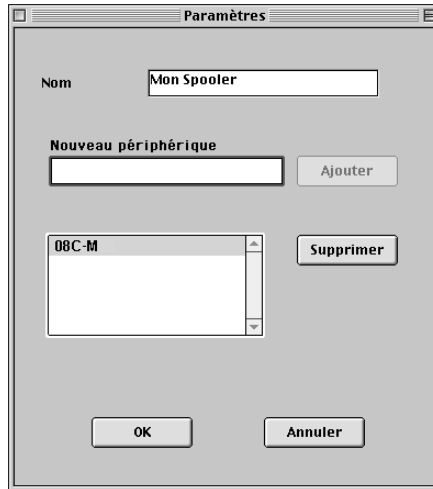 Paramètres
Nom
Mon Spooler
Nouveau périphérique
Ajouter
08C-M
Supprimer
OK
Annuler